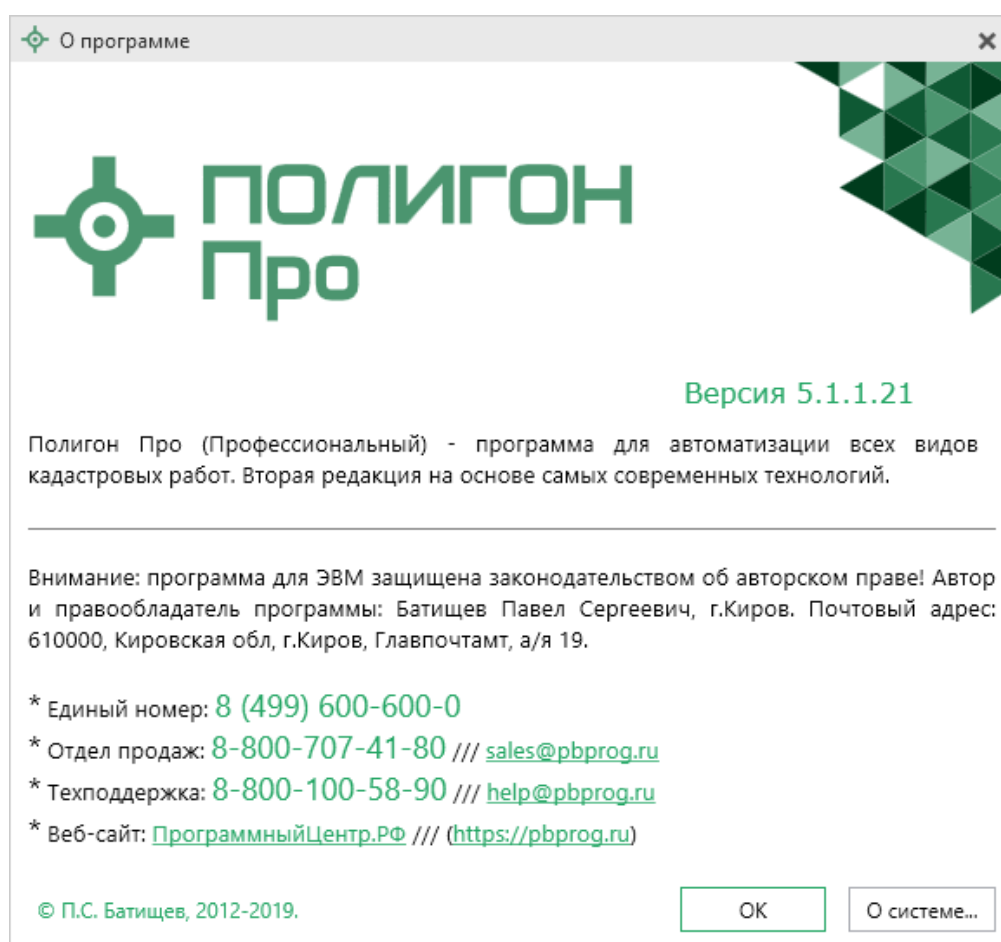 О программе
ПОЛИГОН
Про
Версия 5.1.1.21
Полигон Про (Профессиональный) - программа для автоматизации всех видов
кадастровых работ. Вторая редакция на основе самых современных технологий.
Внимание: программа для ЭВМ защищена законодательством об авторском праве! Автор
и правообладатель программы: Батищев Павел Сергеевич, г.Киров. Почтовый адрес:
610000, Кировская обл, г.Киров, Главпочтамт, а/я 19.
* Единый номер: 8 (499) 600-600-0
* Отдел продаж: 8-800-707-41-80 /// sales@pbprog.ru
* Техподдержка: 8-800-100-58-90 /// help@pbprog.ru
* Веб-сайт: ПрограммныйЦентр.РФ /// (https://pbprog.ru)
© П.С. Батищев, 2012-2019.
ОК
О системе...